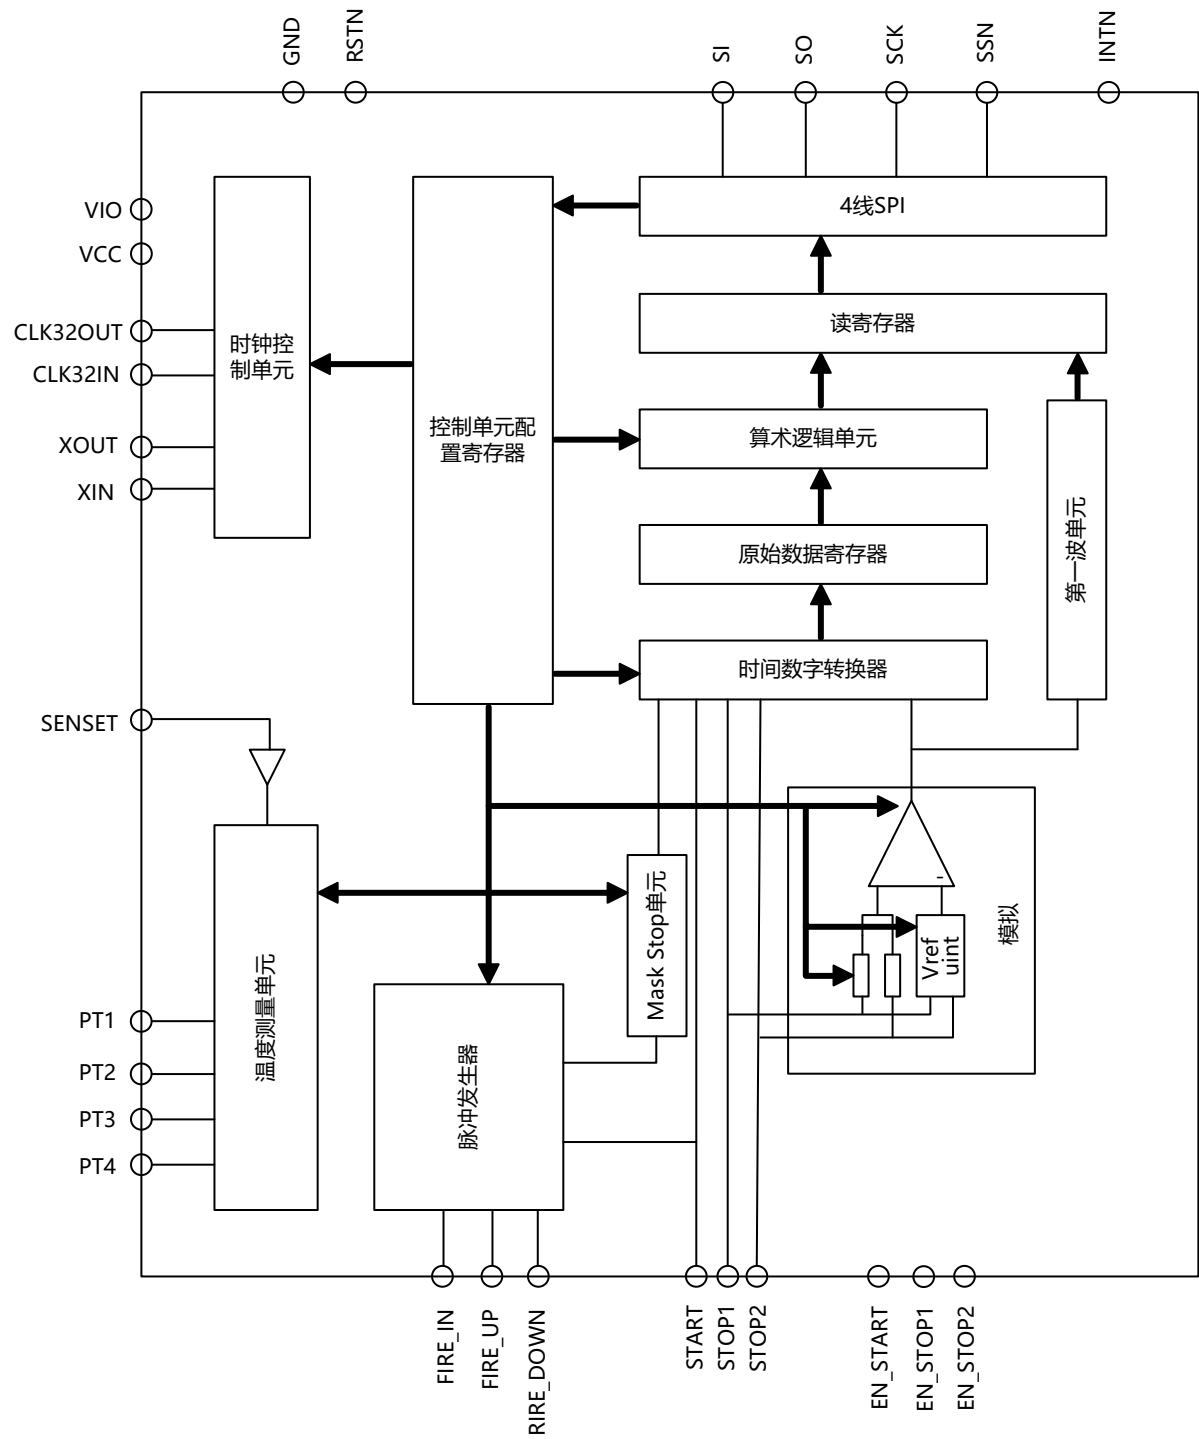 GND
RSTN
SI
SO
SCK
SSN
INTN
VIO
VCC
CLK32OUT
CLK32IN
XOUT
XIN
SENSET
PT1
PT2
PT3
PT4
时钟控
制单元
控制单元配
置寄存器
4线SPI
读寄存器
算术逻辑单元
原始数据寄存器
时间数字转换器
第一波单元
温度测量单元
脉冲发生器
Mask Stop单元
-
Vref
uint
模拟
FIRE_IN
FIRE_UP
RIRE_DOWN
START
STOP1
STOP2
EN_START
EN_STOP1
EN_STOP2